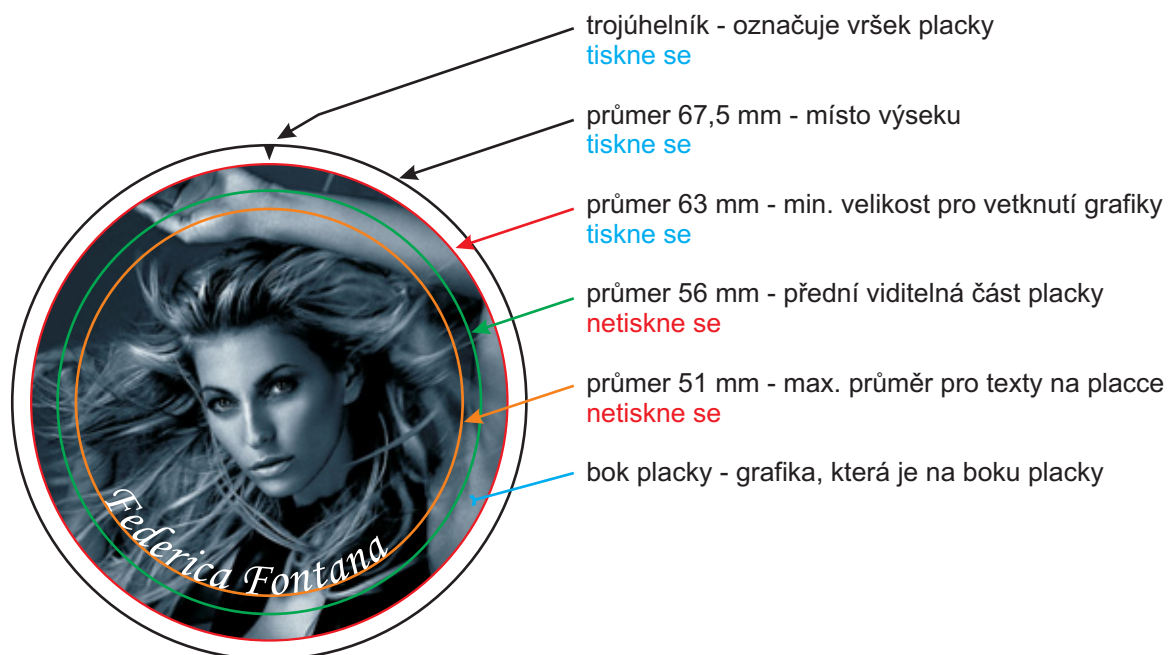 trojúhelník - označuje vršek placky
tiskne se
průmer 67,5 mm - místo výseku
tiskne se
průmer 63 mm - min. velikost pro vetknutí grafiky
tiskne se
průmer 56 mm - přední viditelná část placky
netiskne se
průmer 51 mm - max. průměr pro texty na placce
netiskne se
bok placky - grafika, která je na boku placky
Federica Fontana